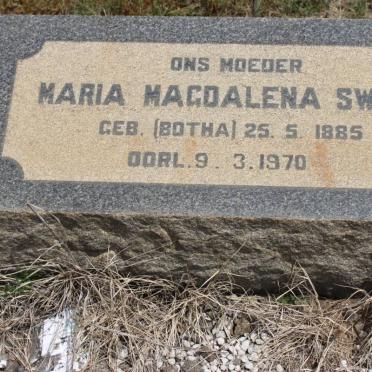 ONS MOEDER
MARIA MAGDALENA SW
GEB. (BOTHA) 25. 5. 1885
OORL. 9. 3. 1970